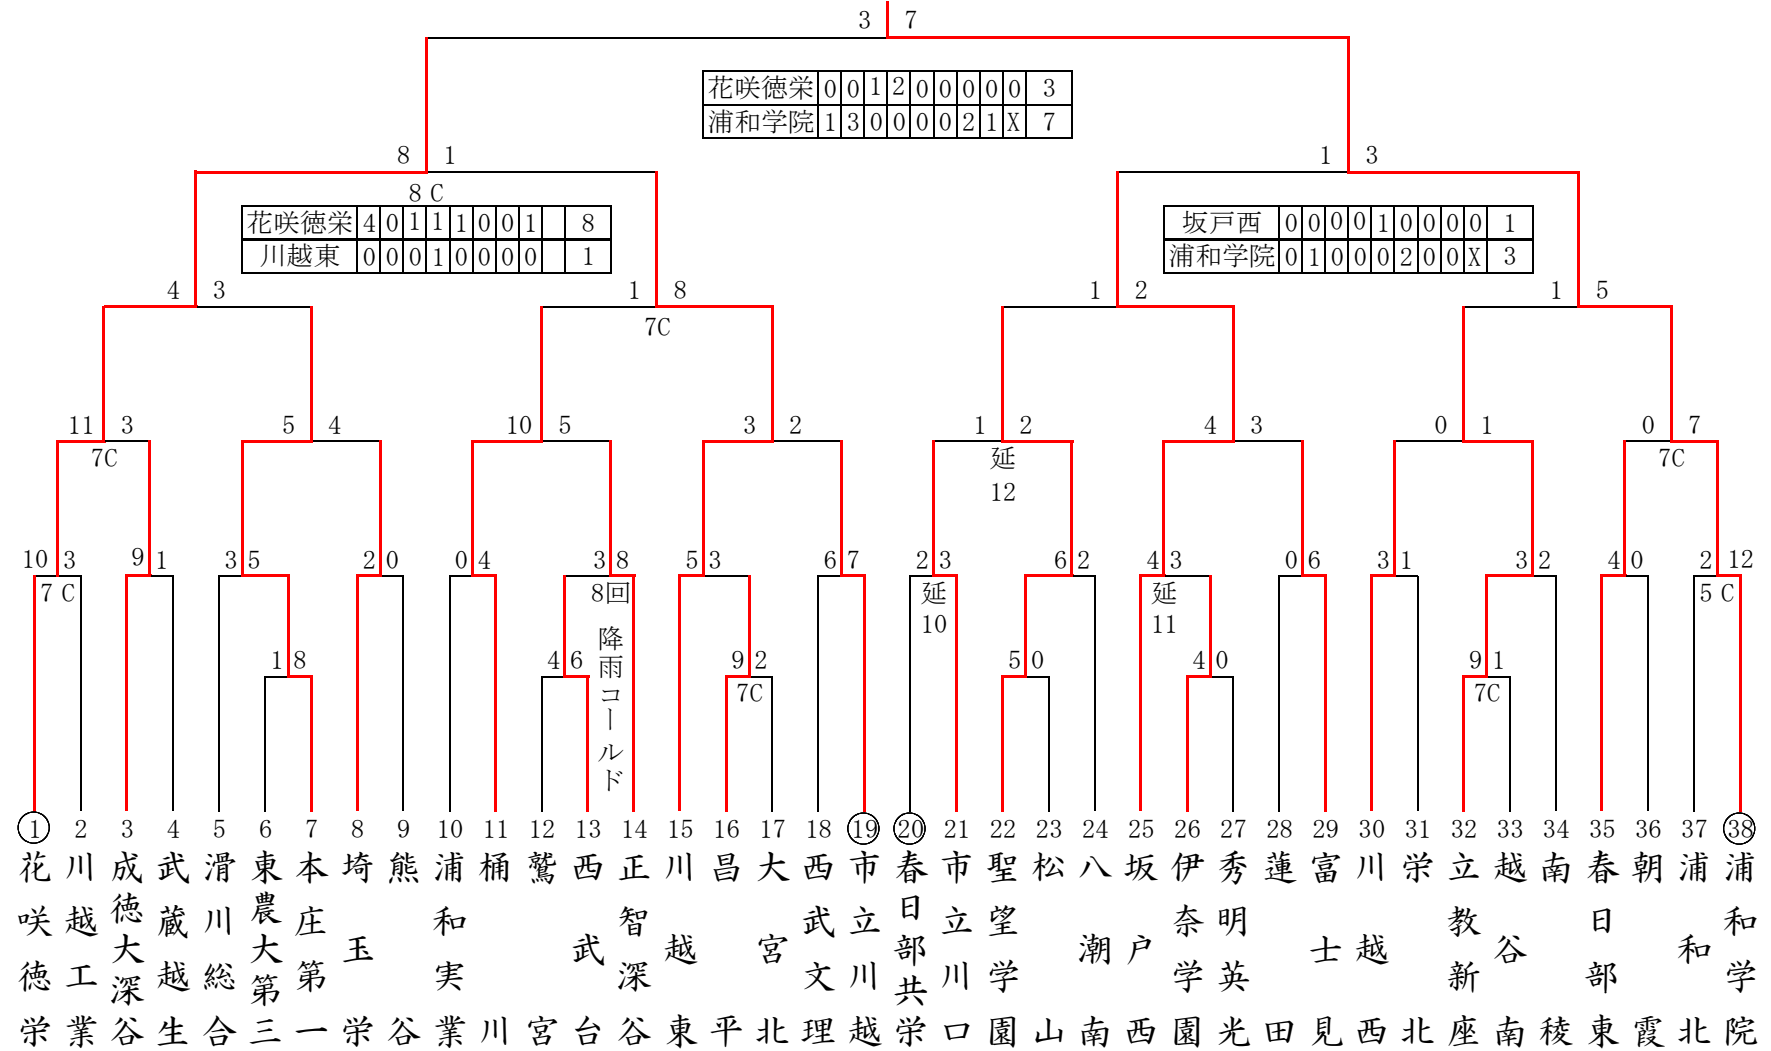 3 7
花咲徳栄 0 0 1 2 0 0 0 0 0 3
浦和学院 1 3 0 0 0 0 2 1 X 7
8 1 1 3
8C
花咲徳栄 4 0 1 1 1 0 0 1 8
川越東 0 0 0 1 0 0 0 0 1
坂戸西 0 0 0 0 1 0 0 0 0 1
浦和学院 0 1 0 0 0 2 0 0 X 3
4 3 1 8 1 2 1 5
7C
11 3 5 4 10 5 3 2 1 2 4 3 0 1 0 7
7C 延 7C
12
10 3 9 1 3 5 2 0 0 4 3 8 5 3 6 7 2 3 6 2 4 3 0 6 3 1 3 2 4 0 2 12
7C 8回 延 延 5C
10 11
降雨コールド
1 8 4 6 9 2 5 0 4 0 9 1
7C 7C
1 2 3 4 5 6 7 8 9 10 11 12 13 14 15 16 17 18 19 20 21 22 23 24 25 26 27 28 29 30 31 32 33 34 35 36 37 38
花咲徳栄
川越工業
成徳大深谷
武蔵越生
滑川総合
東農大第三
本庄第一
埼玉栄
熊谷
浦和実業
桶川
鷲宮
西武台
正智深谷
川越東
昌平
大宮北
西武文理
市立川越
春日部共栄
市立川口
聖望学園
松山
八潮南
坂戸西
伊奈学園
秀明英光
蓮田
富士見
川越西
栄北
立教新座
越谷南
南稜
春日部東
朝霞
浦和北
浦和学院